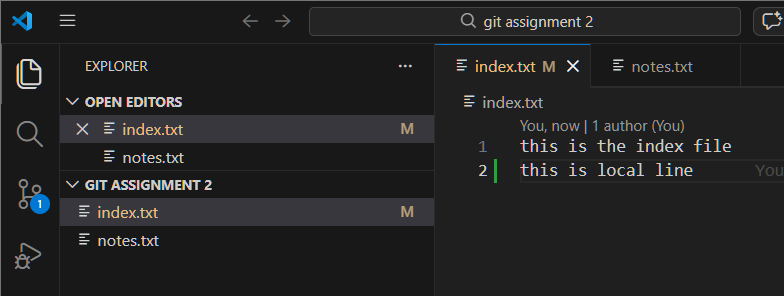 git assignment 2
EXPLORER
OPEN EDITORS
index.txt M
notes.txt
GIT ASSIGNMENT 2
index.txt M
notes.txt
1
index.txt M
notes.txt
index.txt
You, now | 1 author (You)
1 this is the index file
2 this is local line You